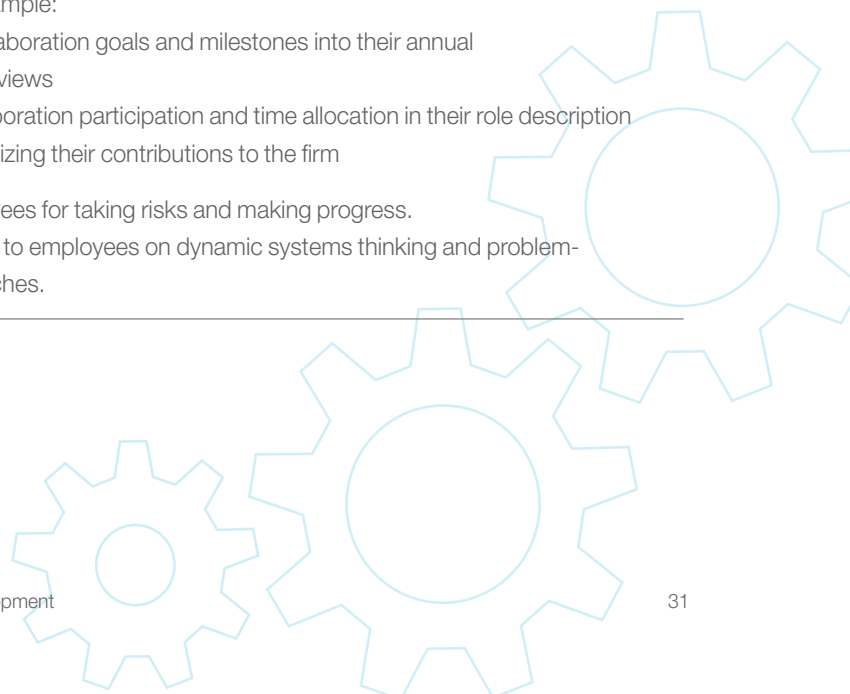 mple:
aboration goals and milestones into their annual
views
oration participation and time allocation in their role description
izing their contributions to the firm
ees for taking risks and making progress.
to employees on dynamic systems thinking and problem-
ches.
opment
31